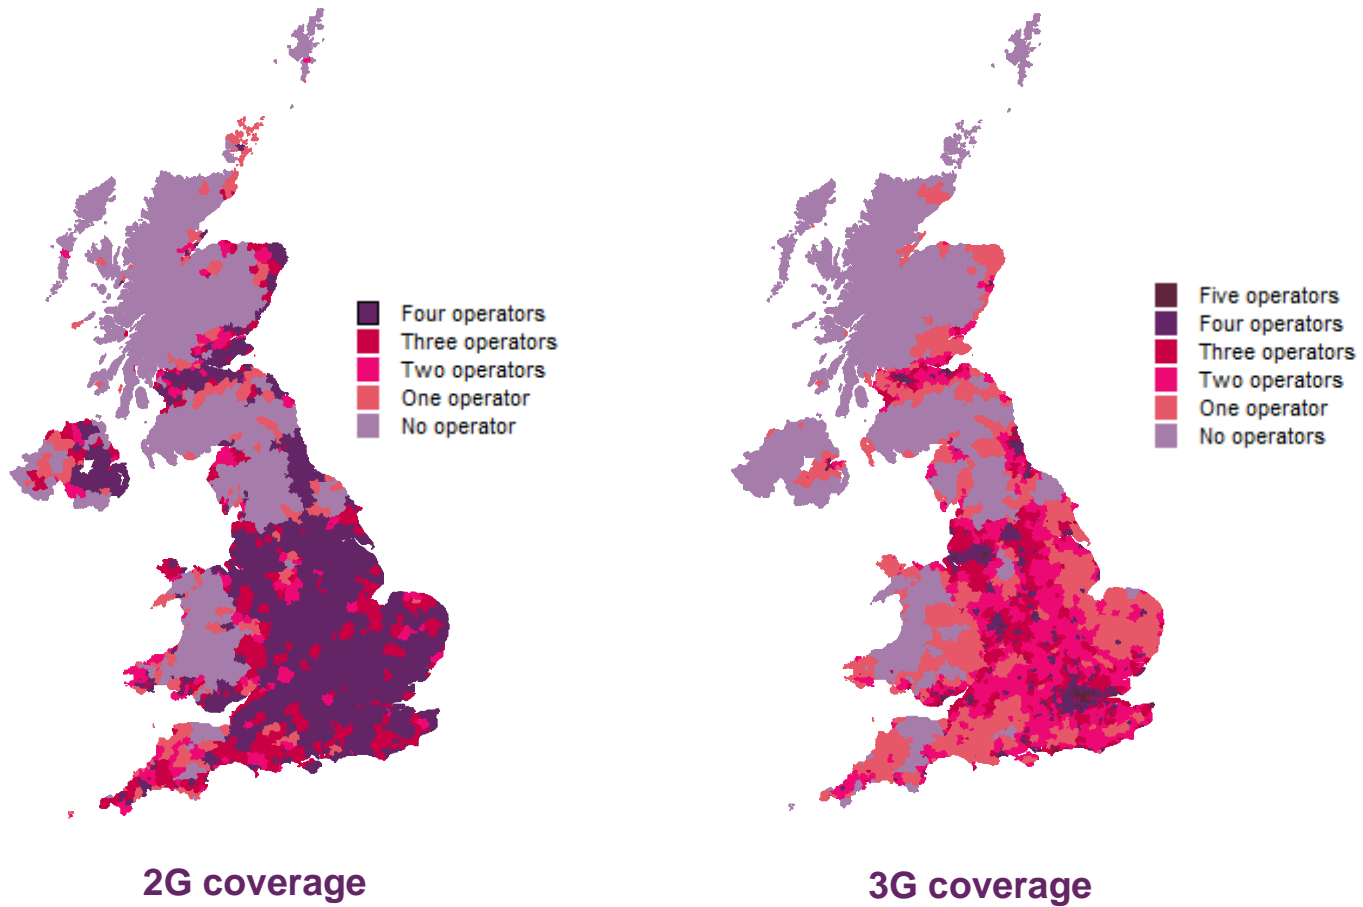 Four operators
Three operators
Two operators
One operator
No operator
Five operators
Four operators
Three operators
Two operators
One operator
No operators
2G coverage
3G coverage